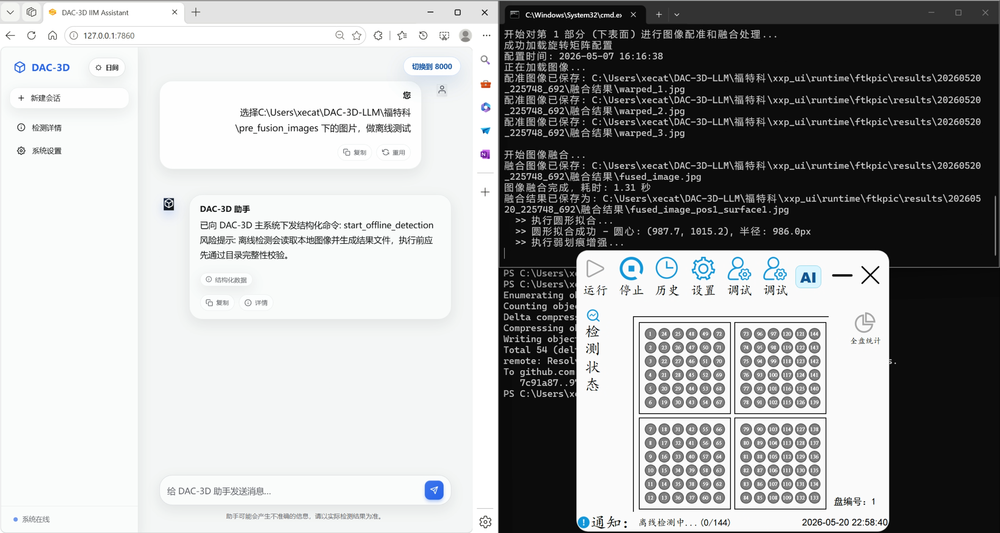 DAC-3D IIM Assistant
127.0.0.1:7860
DAC-3D
日间
新建会话
检测详情
系统设置
系统在线
切换到 8000
您
选择C:\Users\xecat\DAC-3D-LLM\福特科
\pre_fusion_images 下的图片，做离线测试
复制
重用
DAC-3D 助手
已向 DAC-3D 主系统下发结构化命令: start_offline_detection
风险提示: 离线检测会读取本地图像并生成结果文件，执行前应
先通过目录完整性校验。
结构化数据
复制
详情
给 DAC-3D 助手发送消息...
助手可能会产生不准确的信息，请以实际检测结果为准。
C:\Windows\System32\cmd.e
开始对第 1 部分 (下表面) 进行图像配准和融合处理...
成功加载旋转矩阵配置
配置时间: 2026-05-07 16:16:38
正在加载图像...
配准图像已保存: C:\Users\xecat\DAC-3D-LLM\福特科\xxp_ui\runtime\ftkpic\results\20260520
_225748_692\融合结果\warped_1.jpg
配准图像已保存: C:\Users\xecat\DAC-3D-LLM\福特科\xxp_ui\runtime\ftkpic\results\20260520
_225748_692\融合结果\warped_2.jpg
配准图像已保存: C:\Users\xecat\DAC-3D-LLM\福特科\xxp_ui\runtime\ftkpic\results\20260520
_225748_692\融合结果\warped_3.jpg
开始图像融合...
融合图像已保存: C:\Users\xecat\DAC-3D-LLM\福特科\xxp_ui\runtime\ftkpic\results\20260520
_225748_692\融合结果\fused_image.jpg
图像融合完成, 耗时: 1.31 秒
融合结果已保存为: C:\Users\xecat\DAC-3D-LLM\福特科\xxp_ui\runtime\ftkpic\results\202605
20_225748_692\融合结果\fused_image_pos1_surface1.jpg
>> 执行圆形拟合...
>> 圆形拟合成功 - 圆心: (987.7, 1015.2), 半径: 986.0px
>> 执行弱划痕增强...
PS C:\Users\x
PS C:\Users\x
Enumerating o
Counting obje
Delta compres
Compressing o
Writing objec
Total 54 (del
remote: Resol
s.
To github.com
7c91a87..9
PS C:\Users\x
运行 停止 历史 设置 调试 调试 AI
检测状态
全盘统计
1 24 25 48 49 72 73 96 97 120 121 144
2 23 26 47 50 71 74 95 98 119 122 143
3 22 27 46 51 70 75 94 99 118 123 142
4 21 28 45 52 69 76 93 100 117 124 141
5 20 29 44 53 68 77 92 101 116 125 140
6 19 30 43 54 67 78 91 102 115 126 139
7 18 31 42 55 66 79 90 103 114 127 138
8 17 32 41 56 65 80 89 104 113 128 137
9 16 33 40 57 64 81 88 105 112 129 136
10 15 34 39 58 63 82 87 106 111 130 135
11 14 35 38 59 62 83 86 107 110 131 134
12 13 36 37 60 61 84 85 108 109 132 133
盘编号: 1
通知: 离线检测中...(0/144) 2026-05-20 22:58:40